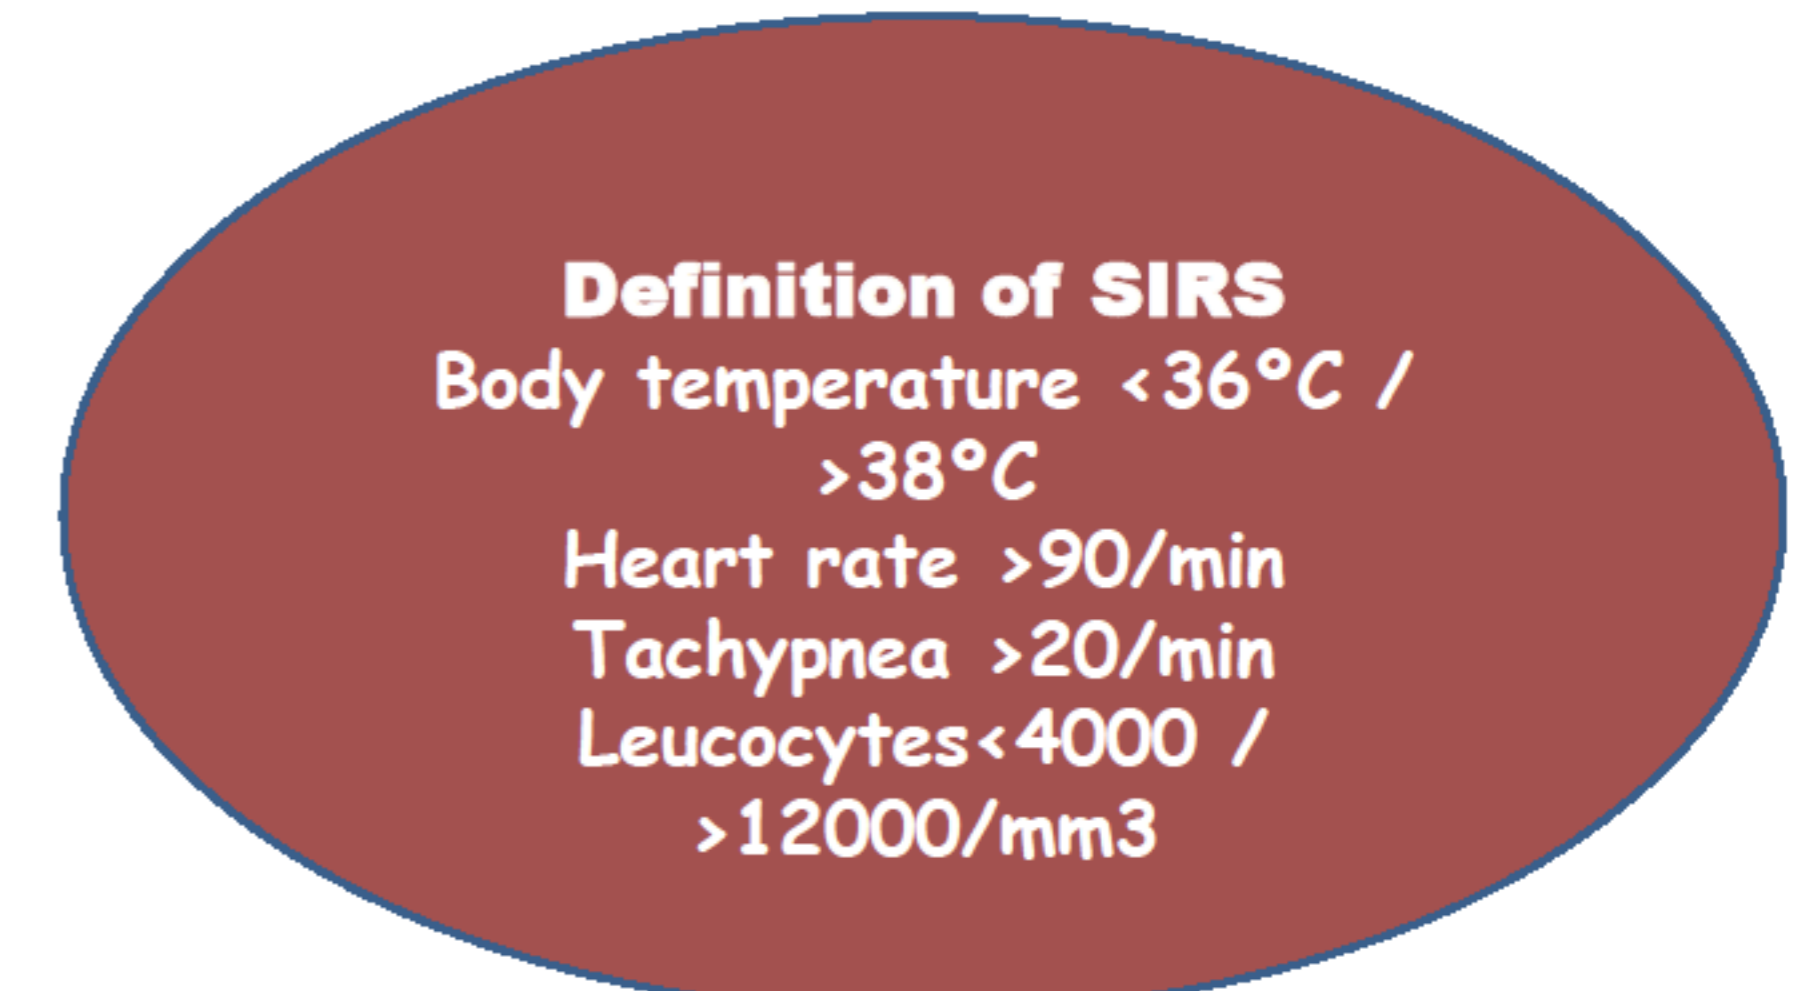 Definition of SIRS
Body temperature <36°C /
>38°C
Heart rate >90/min
Tachypnea >20/min
Leucocytes<4000 /
>12000/mm3